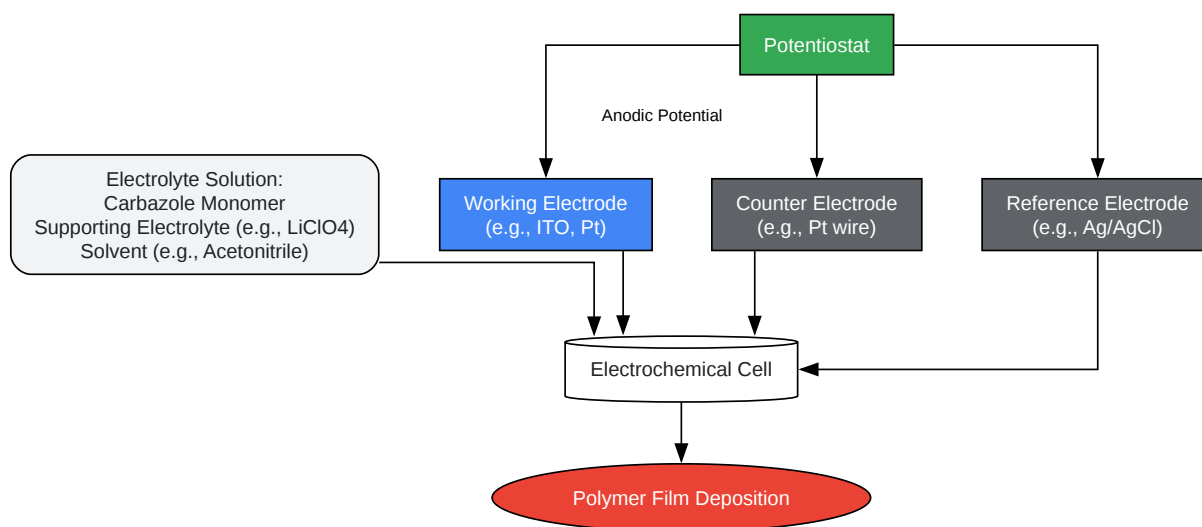 Potentiostat
Anodic Potential
Electrolyte Solution:
Carbazole Monomer
Supporting Electrolyte (e.g., LiClO4)
Solvent (e.g., Acetonitrile)
Working Electrode
(e.g., ITO, Pt)
Counter Electrode
(e.g., Pt wire)
Reference Electrode
(e.g., Ag/AgCl)
Electrochemical Cell
Polymer Film Deposition